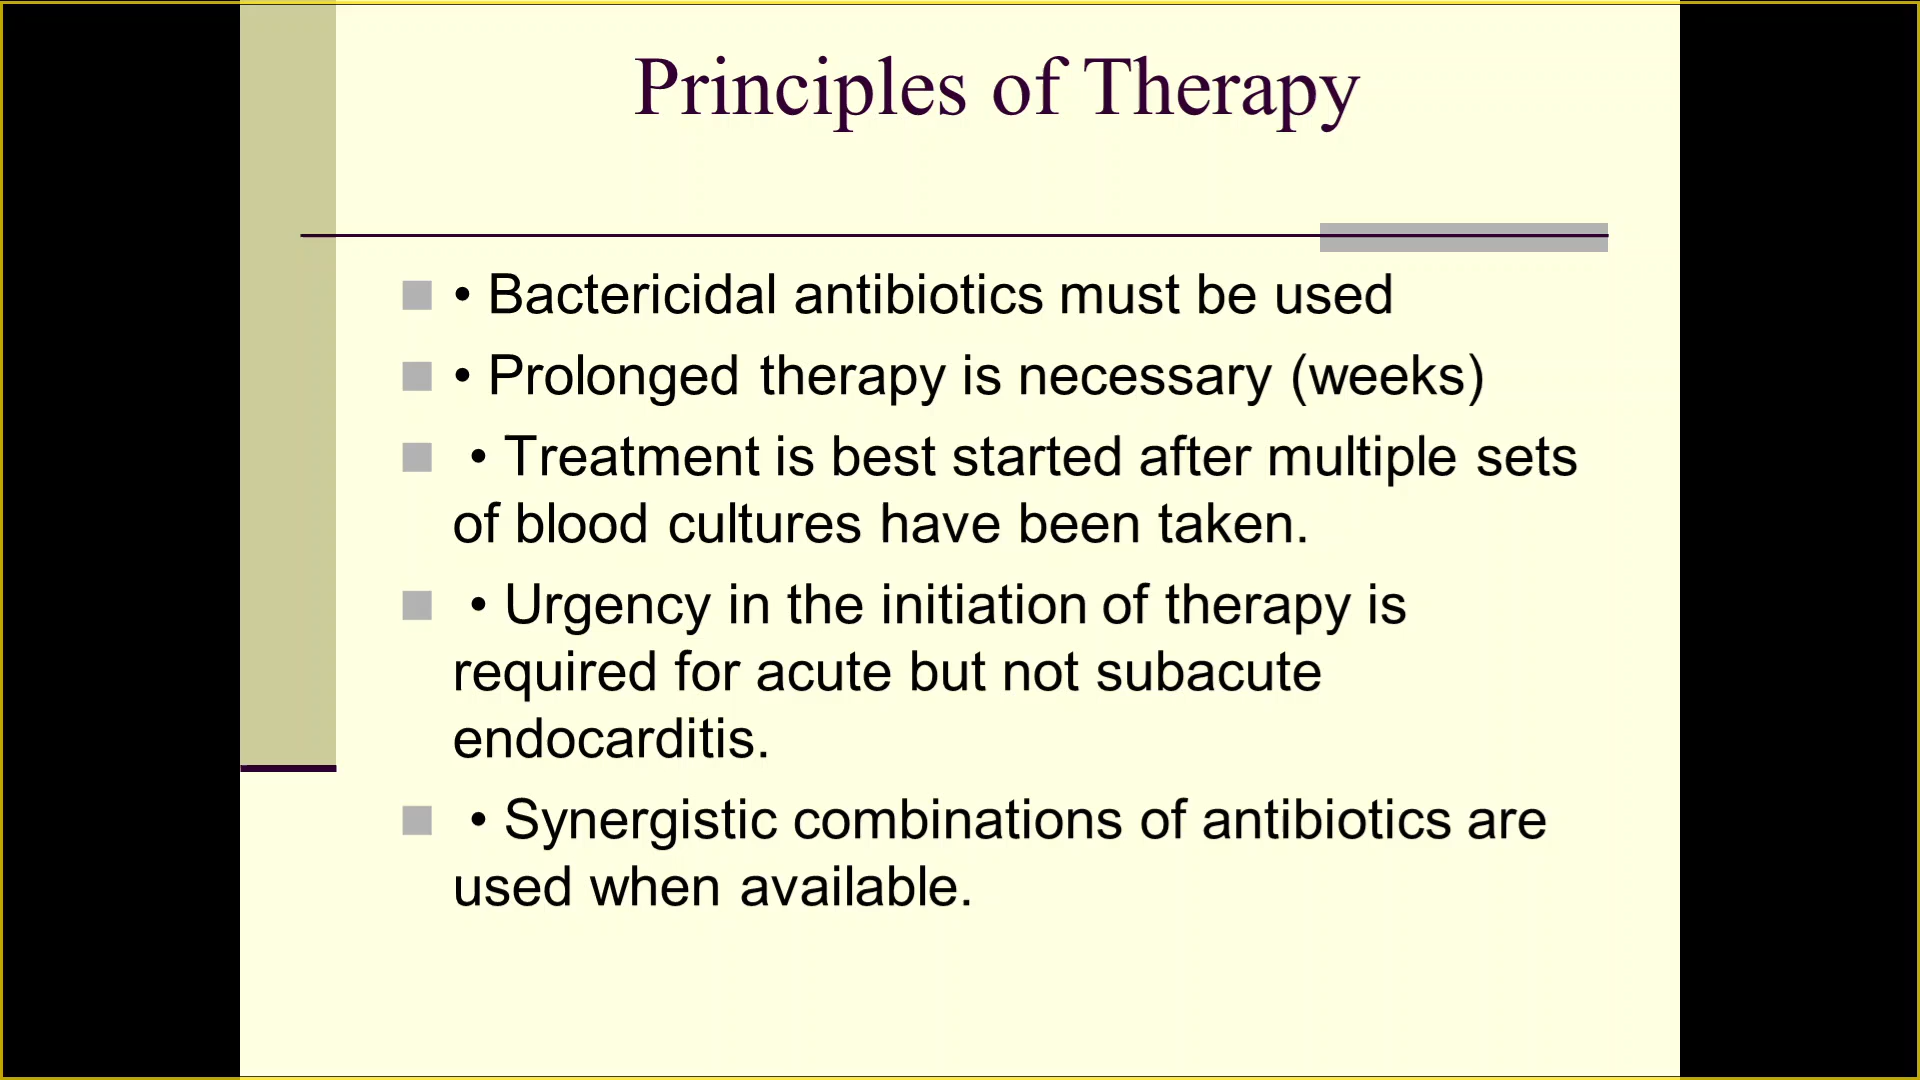 Principles of Therapy
• Bactericidal antibiotics must be used
• Prolonged therapy is necessary (weeks)
• Treatment is best started after multiple sets
of blood cultures have been taken.
• Urgency in the initiation of therapy is
required for acute but not subacute
endocarditis.
• Synergistic combinations of antibiotics are
used when available.